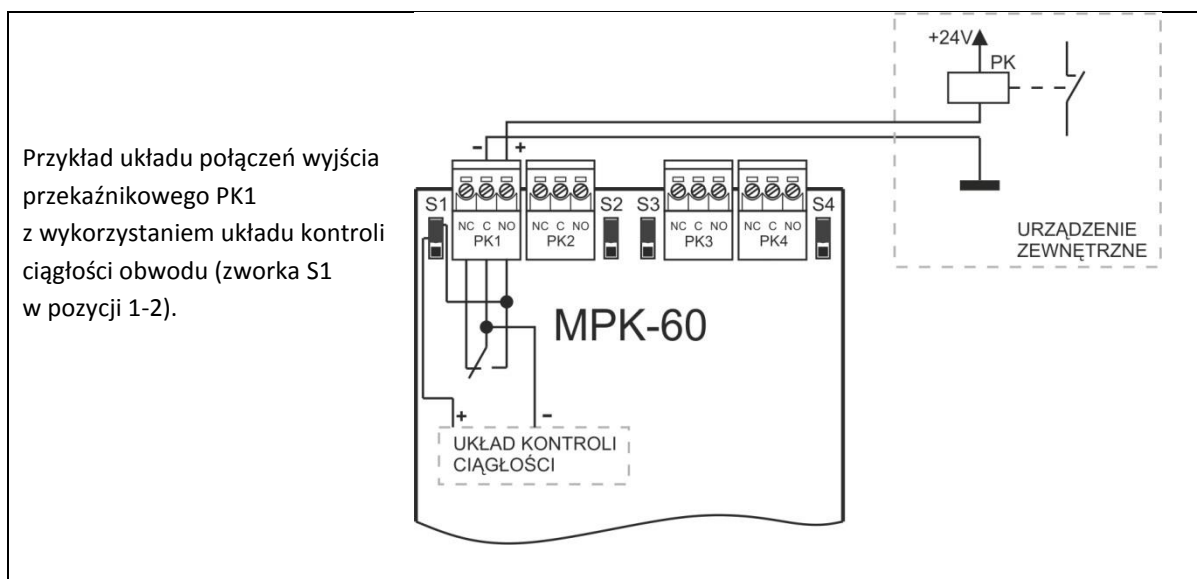 Przykład układu połączeń wyjścia
przekaźnikowego PK1
z wykorzystaniem układu kontroli
ciągłości obwodu (zworka S1
w pozycji 1-2).
+24V
PK
- +
S1
S2
S3
S4
NC C NO
PK1
NC C NO
PK2
NC C NO
PK3
NC C NO
PK4
URZĄDZENIE
ZEWNĘTRZNE
MPK-60
+ -
UKŁAD KONTROLI
CIĄGŁOŚCI